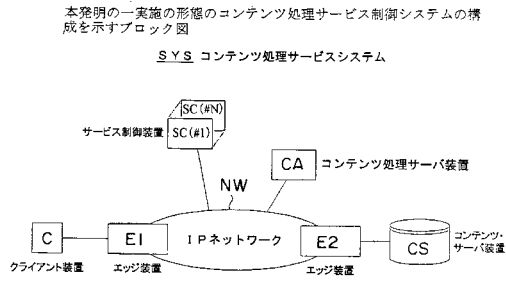 本発明の一実施の形態のコンテンツ処理サービス制御システムの構
成を示すブロック図
SYS コンテンツ処理サービスシステム
SC(#N)
サービス制御装置
SC(#1)
CA
コンテンツ処理サーバ装置
NW
C
E1
IPネットワーク
E2
CS
コンテンツ・
サーバ装置
クライアント装置
エッジ装置
エッジ装置